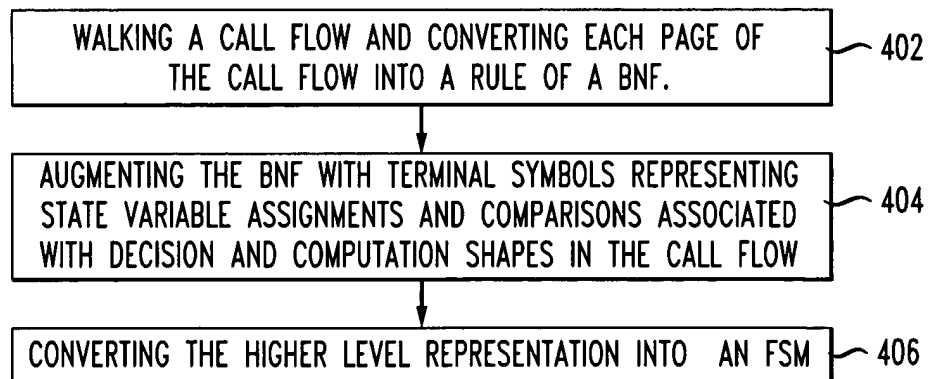 WALKING A CALL FLOW AND CONVERTING EACH PAGE OF
THE CALL FLOW INTO A RULE OF A BNF.
402
AUGMENTING THE BNF WITH TERMINAL SYMBOLS REPRESENTING
STATE VARIABLE ASSIGNMENTS AND COMPARISONS ASSOCIATED
WITH DECISION AND COMPUTATION SHAPES IN THE CALL FLOW
404
CONVERTING THE HIGHER LEVEL REPRESENTATION INTO AN FSM
406